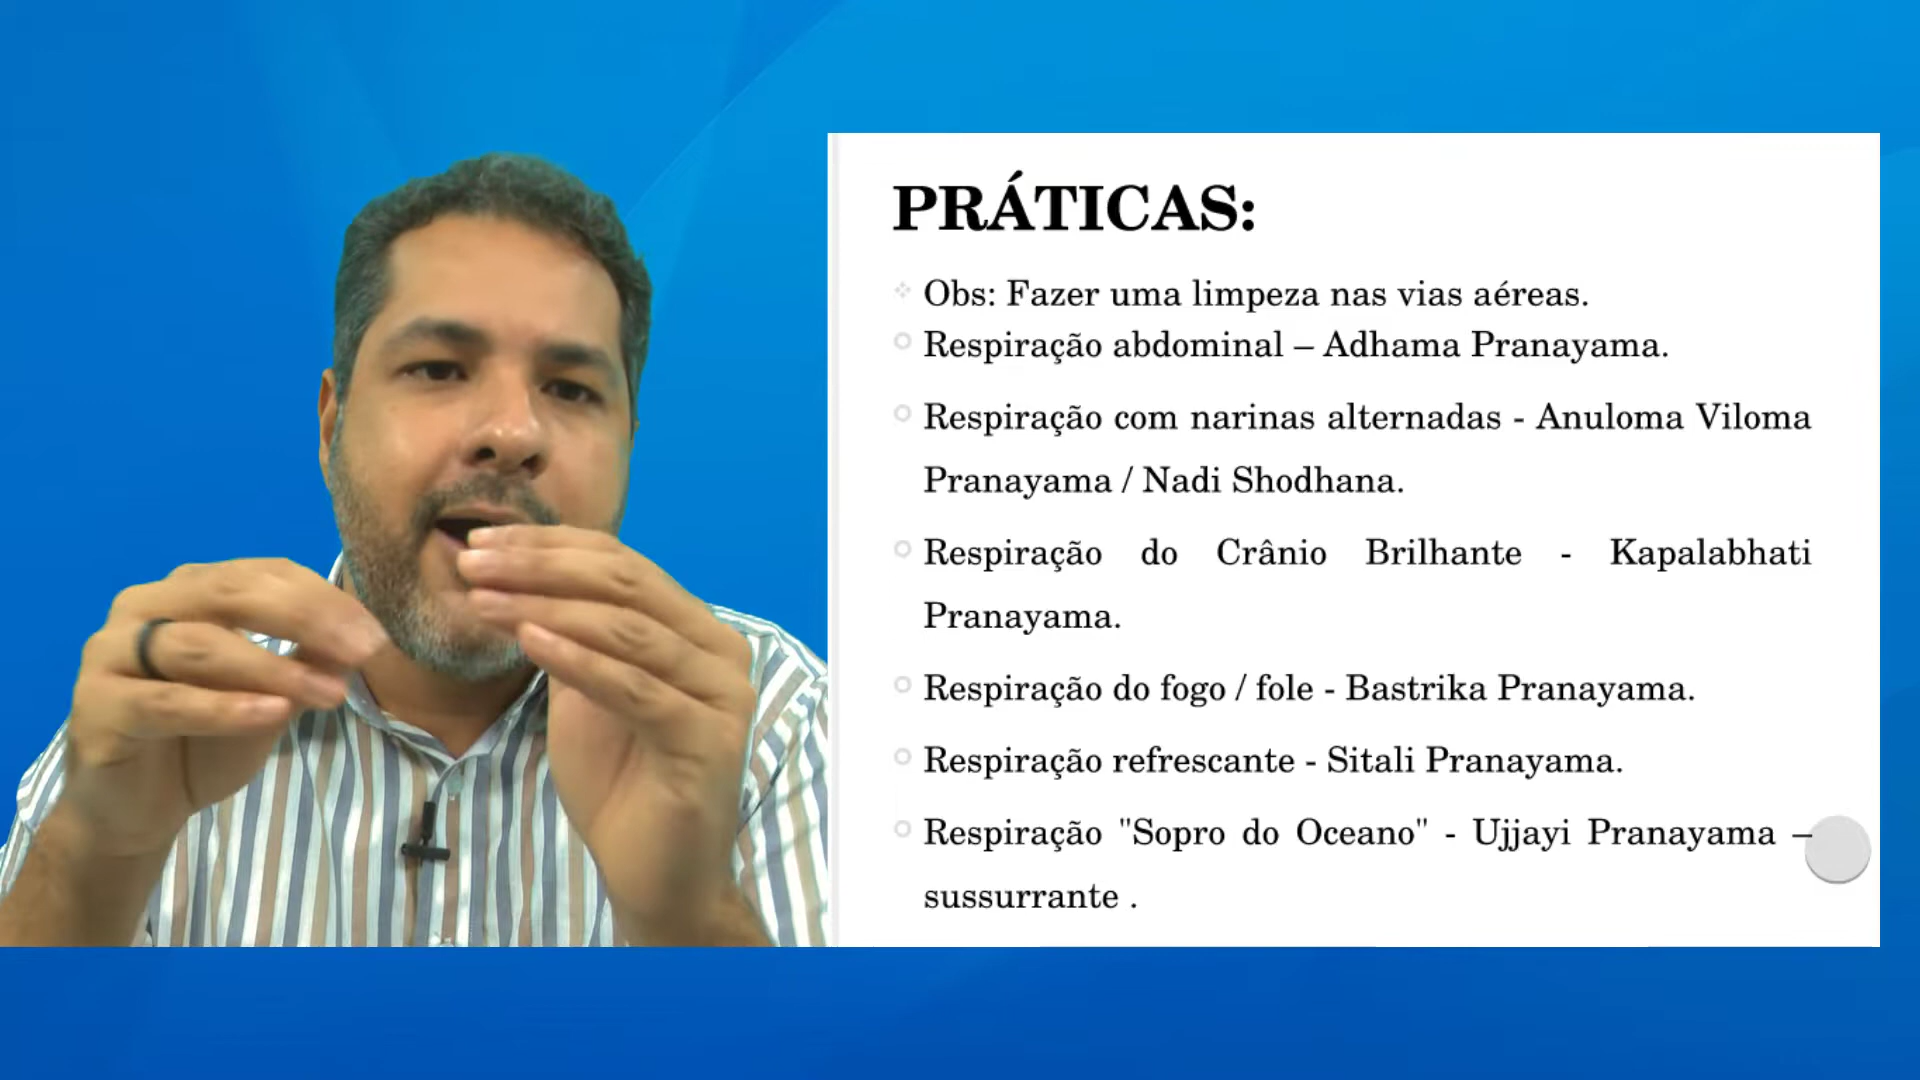 PRÁTICAS:
Obs: Fazer uma limpeza nas vias aéreas.
Respiração abdominal – Adhama Pranayama.
Respiração com narinas alternadas - Anuloma Viloma
Pranayama / Nadi Shodhana.
Respiração do Crânio Brilhante - Kapalabhati
Pranayama.
Respiração do fogo / fole - Bastrika Pranayama.
Respiração refrescante - Sitali Pranayama.
Respiração "Sopro do Oceano" - Ujjayi Pranayama –
sussurrante .